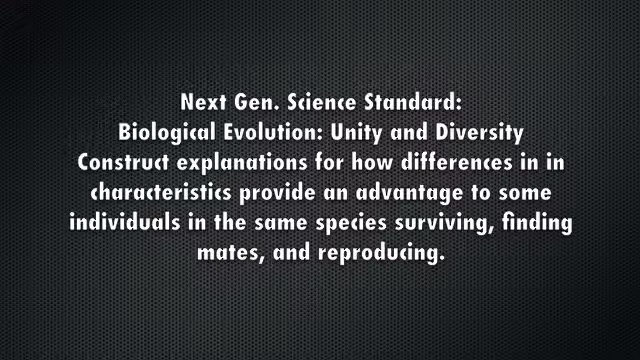 Next Gen. Science Standard:
Biological Evolution: Unity and Diversity
Construct explanations for how differences in in
characteristics provide an advantage to some
individuals in the same species surviving, finding
mates, and reproducing.